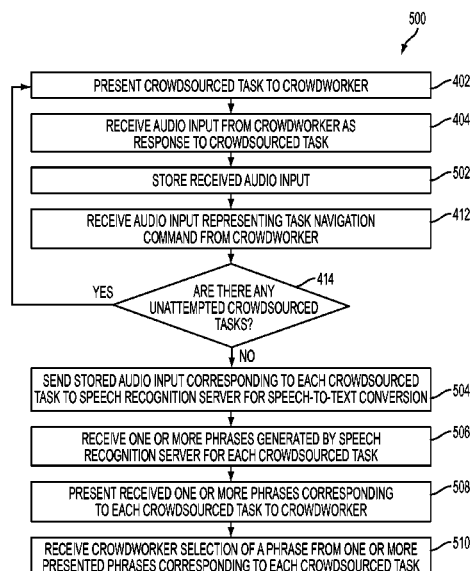 500
PRESENT CROWDSOURCED TASK TO CROWDWORKER
402
RECEIVE AUDIO INPUT FROM CROWDWORKER AS
RESPONSE TO CROWDSOURCED TASK
404
STORE RECEIVED AUDIO INPUT
502
RECEIVE AUDIO INPUT REPRESENTING TASK NAVIGATION
COMMAND FROM CROWDWORKER
412
414
YES
ARE THERE ANY
UNATTEMPTED CROWDSOURCED
TASKS?
NO
SEND STORED AUDIO INPUT CORRESPONDING TO EACH CROWDSOURCED
TASK TO SPEECH RECOGNITION SERVER FOR SPEECH-TO-TEXT CONVERSION
504
RECEIVE ONE OR MORE PHRASES GENERATED BY SPEECH
RECOGNITION SERVER FOR EACH CROWDSOURCED TASK
506
PRESENT RECEIVED ONE OR MORE PHRASES CORRESPONDING
TO EACH CROWDSOURCED TASK TO CROWDWORKER
508
RECEIVE CROWDWORKER SELECTION OF A PHRASE FROM ONE OR MORE
PRESENTED PHRASES CORRESPONDING TO EACH CROWDSOURCED TASK
510